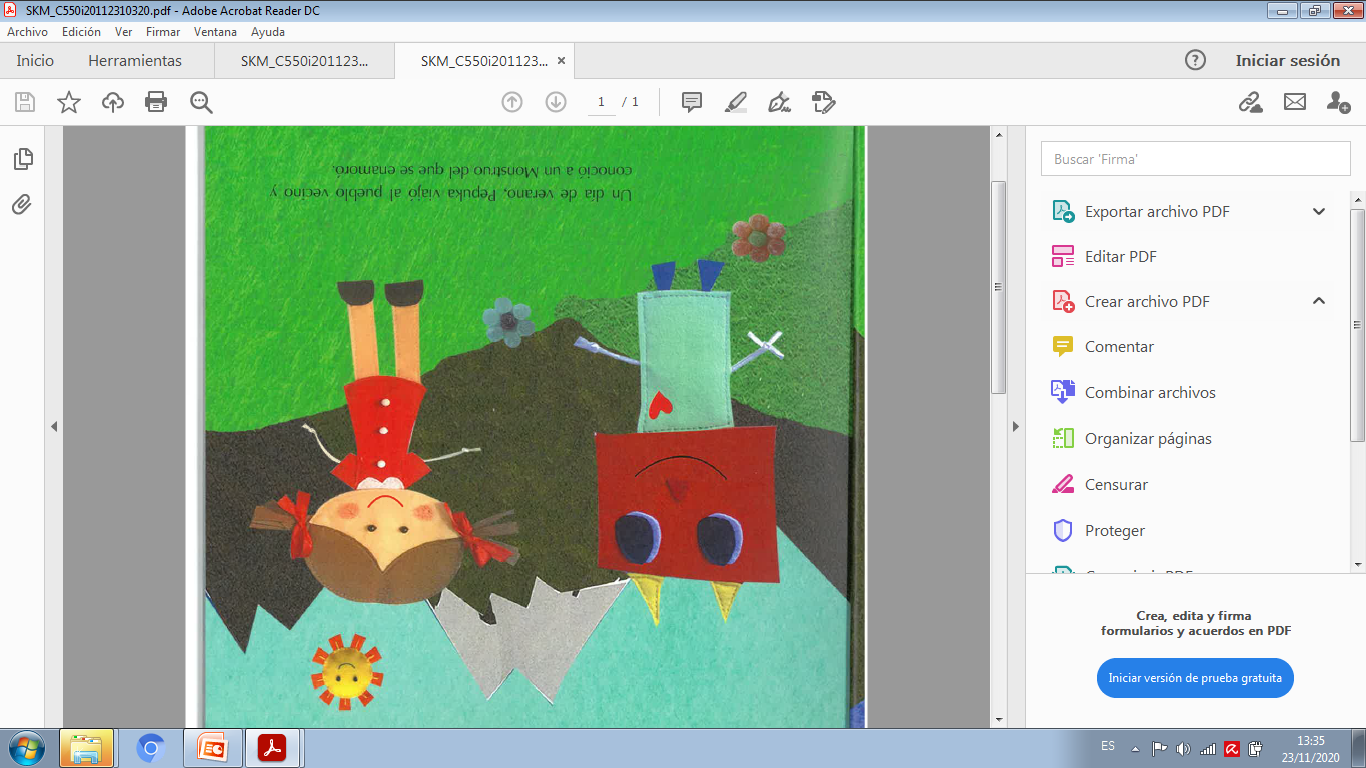 SKM_C550i20112310320.pdf - Adobe Acrobat Reader DC
Archivo Edición Ver Firmar Ventana Ayuda
Inicio Herramientas SKM_C550i201123... SKM_C550i201123... ×
? Iniciar sesión
1 / 1
Un día de verano, Pepuka viajó al pueblo vecino y
conoció a un Monstruo del que se enamoró.
Buscar 'Firma'
Exportar archivo PDF
Editar PDF
Crear archivo PDF
Comentar
Combinar archivos
Organizar páginas
Censurar
Proteger
Crea, edita y firma
formularios y acuerdos en PDF
Iniciar versión de prueba gratuita
ES
13:35
23/11/2020